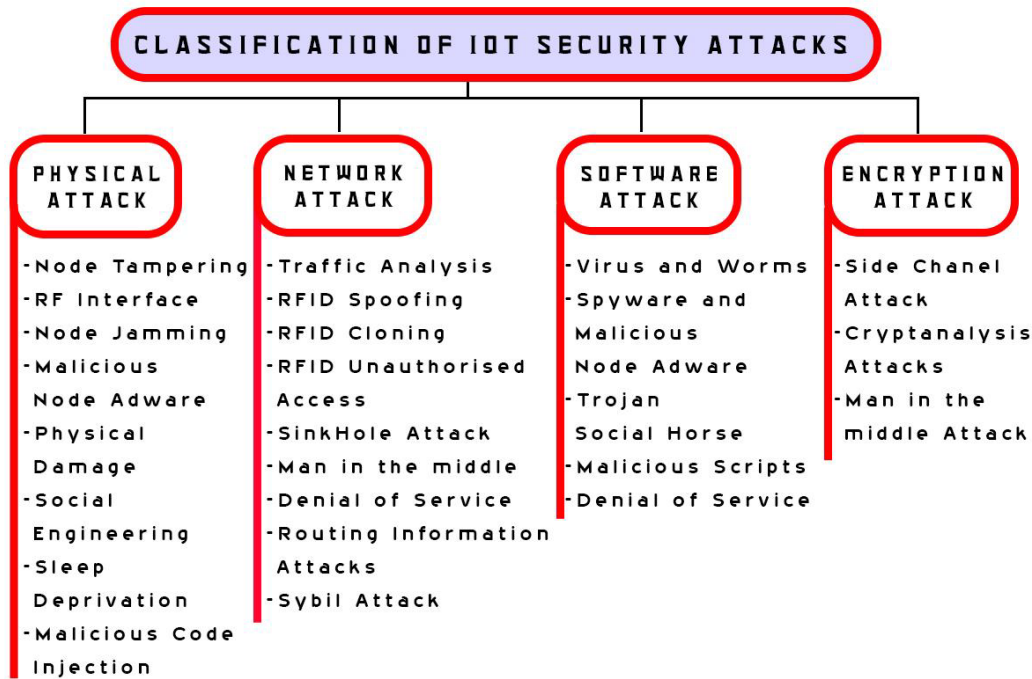 CLASSIFICATION OF IOT SECURITY ATTACKS
PHYSICAL
ATTACK
-Node Tampering
-RF Interface
-Node Jamming
-Malicious
Node Adware
-Physical
Damage
-Social
Engineering
-Sleep
Deprivation
-Malicious Code
Injection
NETWORK
ATTACK
-Traffic Analysis
-RFID Spoofing
-RFID Cloning
-RFID Unauthorised
Access
-SinkHole Attack
-Man in the middle
-Denial of Service
-Routing Information
Attacks
-Sybil Attack
SOFTWARE
ATTACK
-Virus and Worms
-Spyware and
Malicious
Node Adware
-Trojan
Social Horse
-Malicious Scripts
-Denial of Service
ENCRYPTION
ATTACK
-Side Chanel
Attack
-Cryptanalysis
Attacks
-Man in the
middle Attack